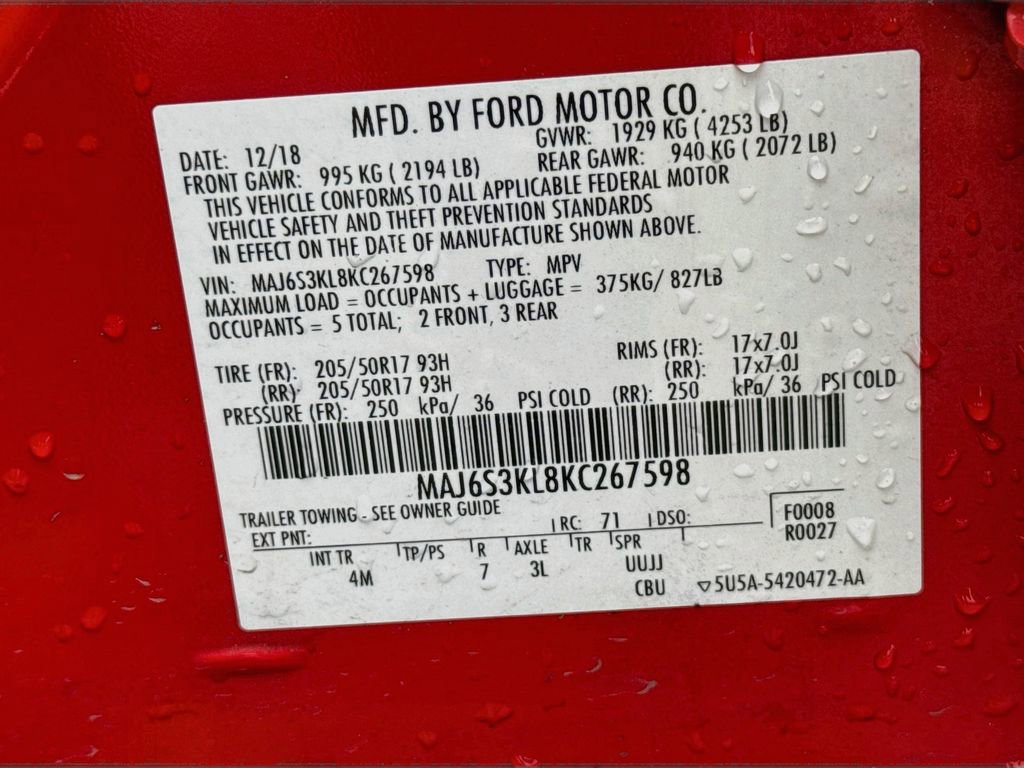 MFD. BY FORD MOTOR CO.
DATE: 12/18 GVWR: 1929 KG ( 4253 LB)
FRONT GAWR: 995 KG ( 2194 LB) REAR GAWR: 940 KG ( 2072 LB)
THIS VEHICLE CONFORMS TO ALL APPLICABLE FEDERAL MOTOR
VEHICLE SAFETY AND THEFT PREVENTION STANDARDS
IN EFFECT ON THE DATE OF MANUFACTURE SHOWN ABOVE.
VIN: MAJ6S3KL8KC267598 TYPE: MPV
MAXIMUM LOAD = OCCUPANTS + LUGGAGE = 375KG/ 827LB
OCCUPANTS = 5 TOTAL; 2 FRONT, 3 REAR
TIRE (FR): 205/50R17 93H RIMS (FR): 17x7.0J
(RR): 205/50R17 93H (RR): 17x7.0J
PRESSURE (FR): 250 kPa/ 36 PSI COLD (RR): 250 kPa/ 36 PSI COLD
MAJ6S3KL8KC267598
TRAILER TOWING - SEE OWNER GUIDE
EXT PNT: RC: 71 DSO: F0008
R0027
INT TR TP/PS R AXLE TR SPR
4M 7 3L UUJJ
CBU ▽5U5A-5420472-AA